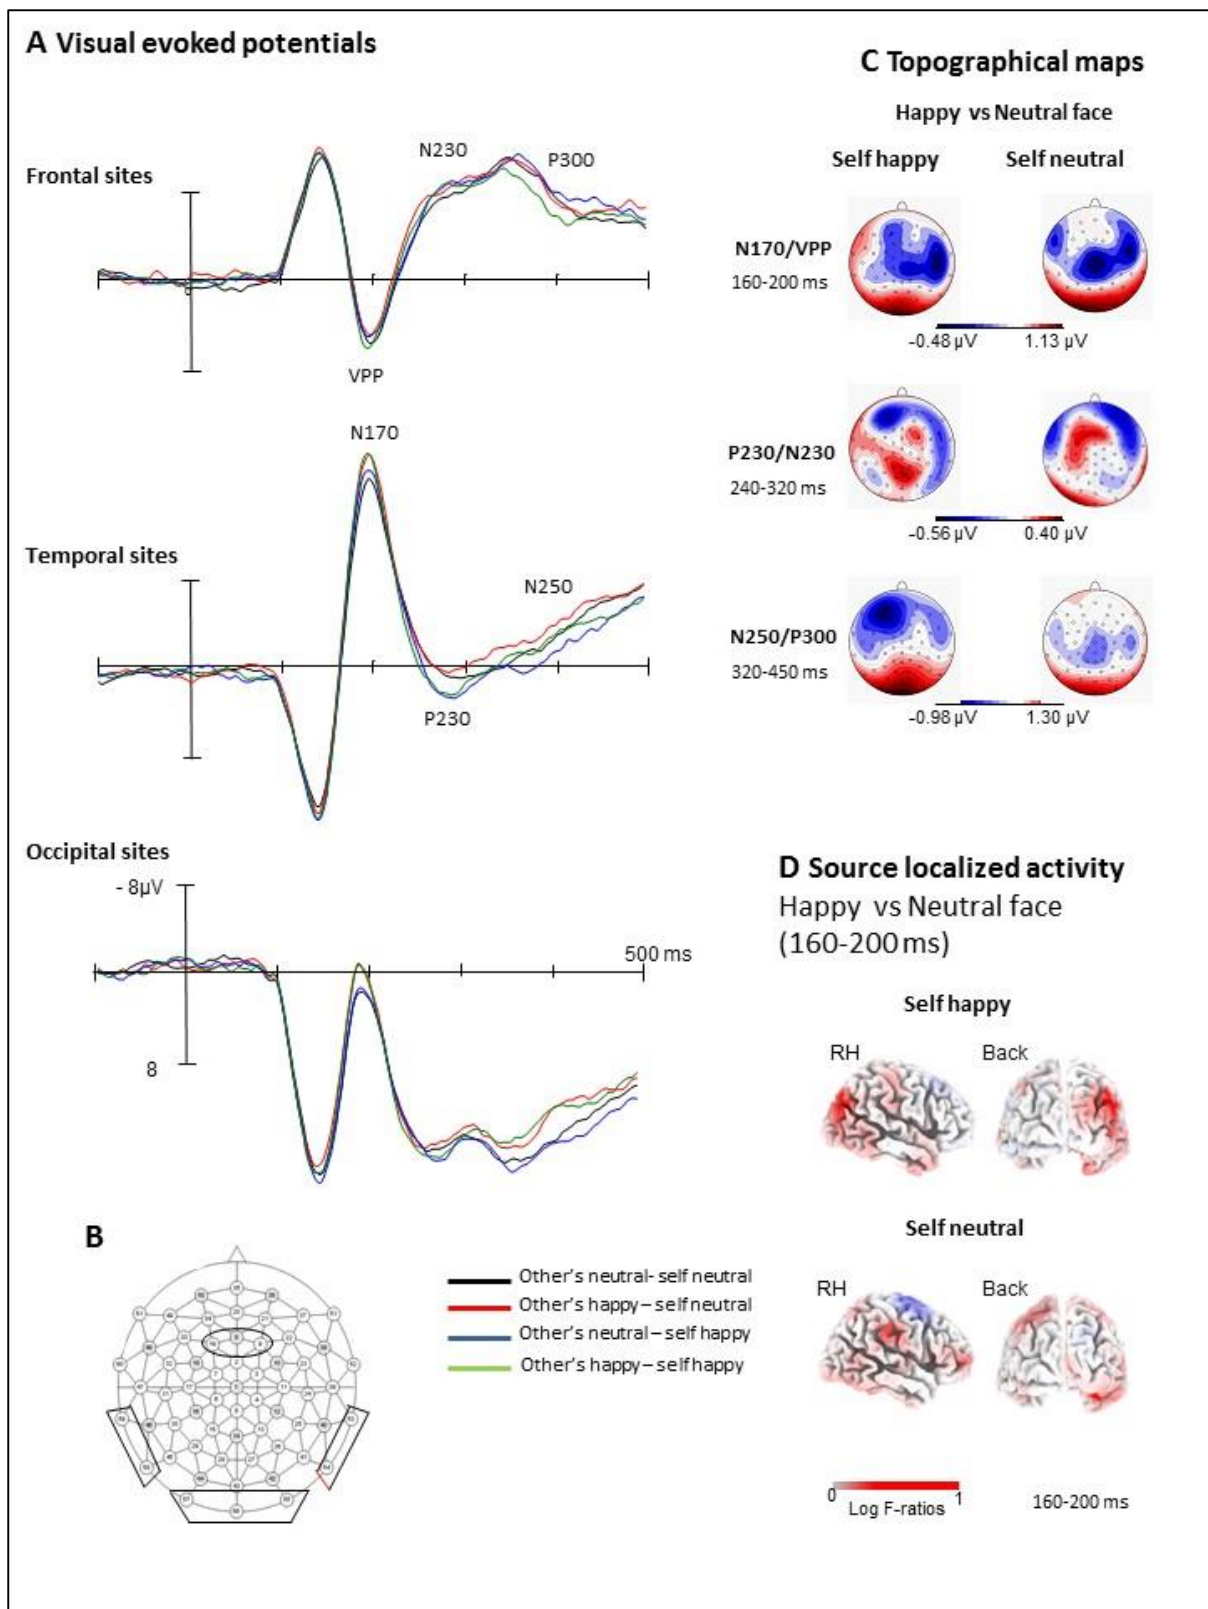 A Visual evoked potentials
Frontal sites
N230
P300
VPP
N170
Temporal sites
N250
P230
Occipital sites
- 8µV
500 ms
8
B
Other's neutral- self neutral
Other's happy – self neutral
Other's neutral – self happy
Other's happy – self happy
C Topographical maps
Happy vs Neutral face
Self happy
Self neutral
N170/VPP
160-200 ms
-0.48 µV
1.13 µV
P230/N230
240-320 ms
-0.56 µV
0.40 µV
N250/P300
320-450 ms
-0.98 µV
1.30 µV
D Source localized activity
Happy vs Neutral face
(160-200 ms)
Self happy
RH
Back
Self neutral
RH
Back
0
1
Log F-ratios
160-200 ms